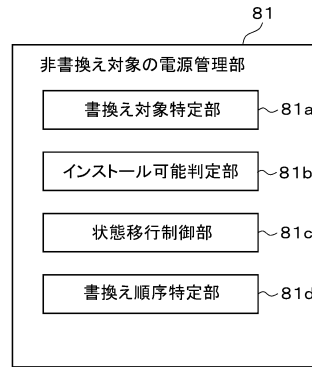 81
非書換え対象の電源管理部
書換え対象特定部 81a
インストール可能判定部 81b
状態移行制御部 81c
書換え順序特定部 81d